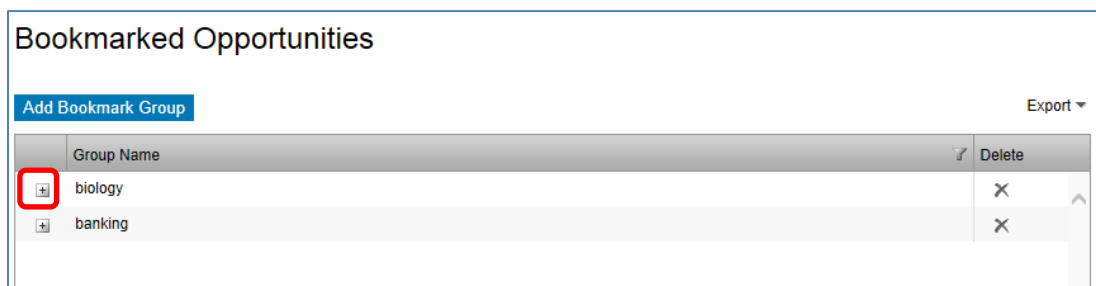 Bookmarked Opportunities
Add Bookmark Group
Export
Group Name
Delete
biology
banking